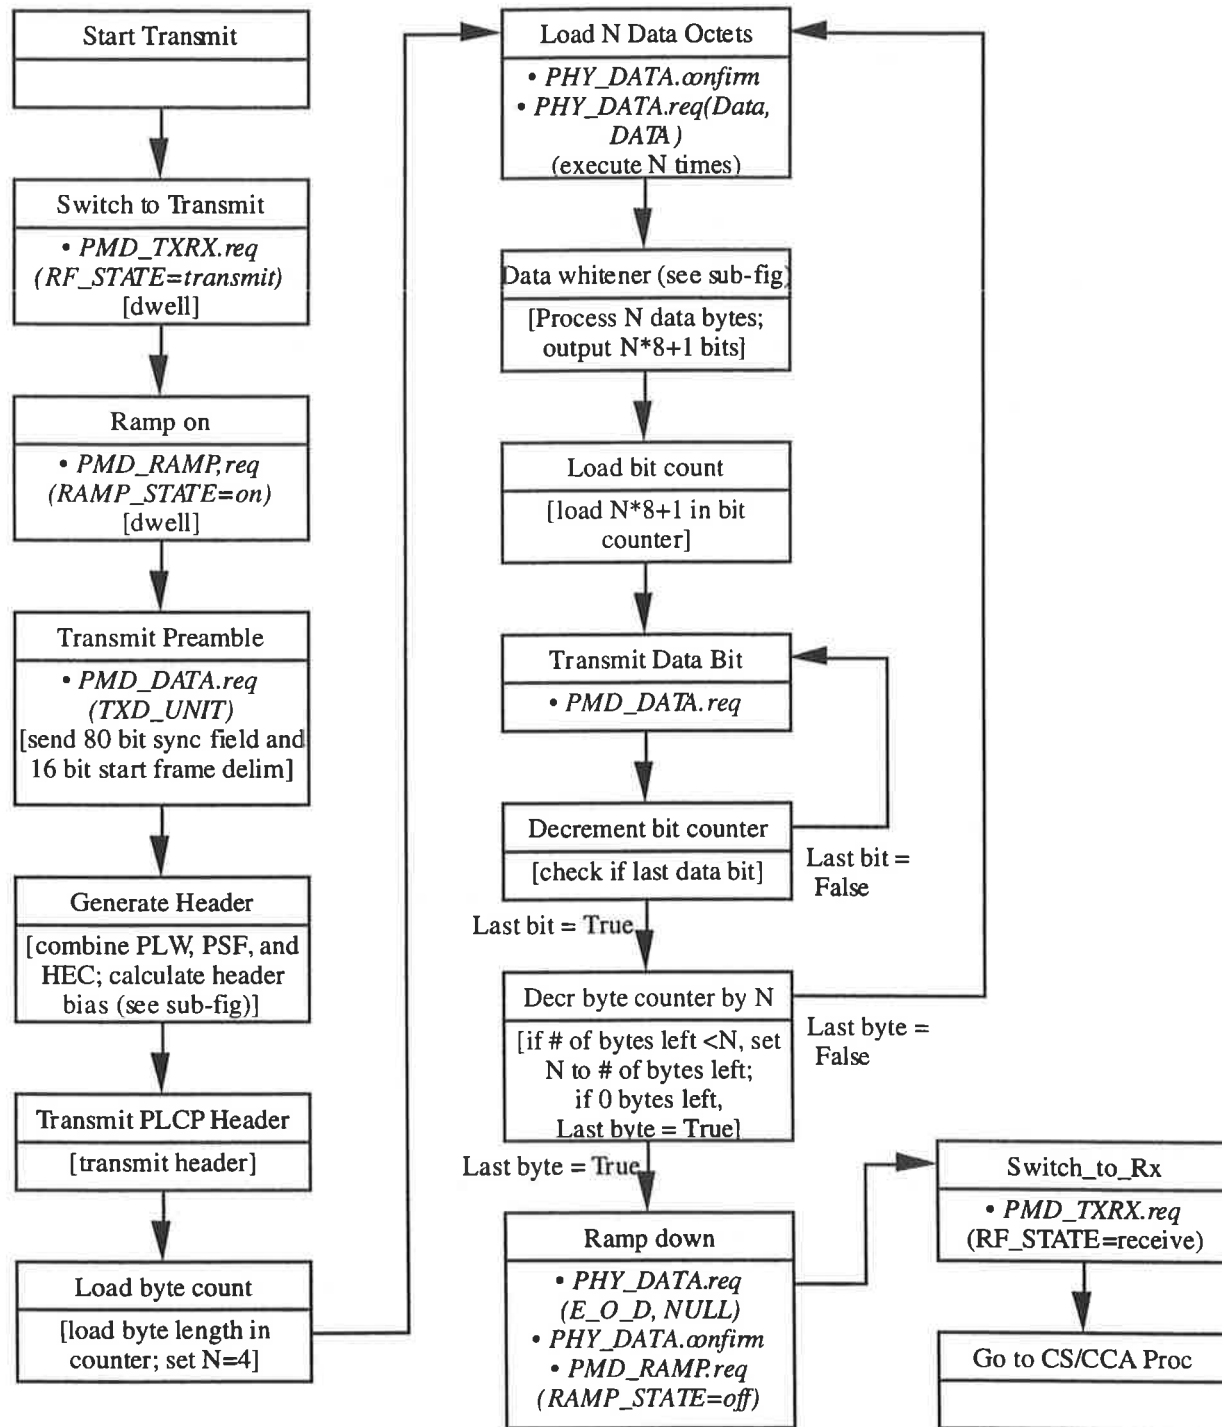 Start Transmit
Switch to Transmit
• PMD_TXRX.req
(RF_STATE=transmit)
[dwell]
Ramp on
• PMD_RAMP.req
(RAMP_STATE=on)
[dwell]
Transmit Preamble
• PMD_DATA.req
(TXD_UNIT)
[send 80 bit sync field and
16 bit start frame delim]
Generate Header
[combine PLW, PSF, and
HEC; calculate header
bias (see sub-fig)]
Transmit PLCP Header
[transmit header]
Load byte count
[load byte length in
counter; set N=4]
Load N Data Octets
• PHY_DATA.confirm
• PHY_DATA.req(Data,
DATA)
(execute N times)
Data whitener (see sub-fig)
[Process N data bytes;
output N*8+1 bits]
Load bit count
[load N*8+1 in bit
counter]
Transmit Data Bit
• PMD_DATA.req
Decrement bit counter
[check if last data bit]
Last bit =
False
Last bit = True
Decr byte counter by N
[if # of bytes left <N, set
N to # of bytes left;
if 0 bytes left,
Last byte = True]
Last byte =
False
Last byte = True
Ramp down
• PHY_DATA.req
(E_O_D, NULL)
• PHY_DATA.confirm
• PMD_RAMP.req
(RAMP_STATE=off)
Switch_to_Rx
• PMD_TXRX.req
(RF_STATE=receive)
Go to CS/CCA Proc